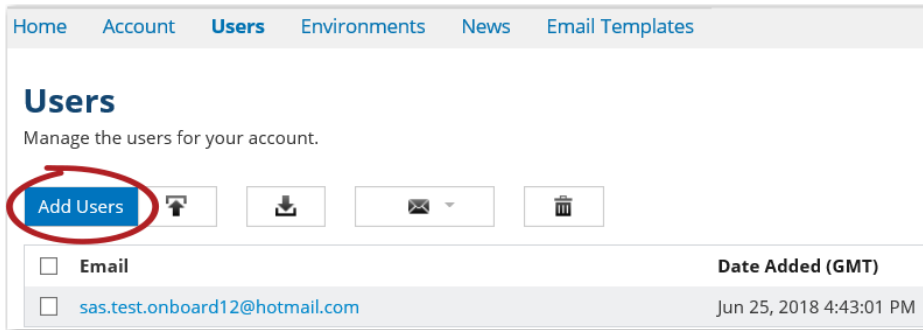 Home Account Users Environments News Email Templates
Users
Manage the users for your account.
Add Users
Email Date Added (GMT)
sas.test.onboard12@hotmail.com Jun 25, 2018 4:43:01 PM